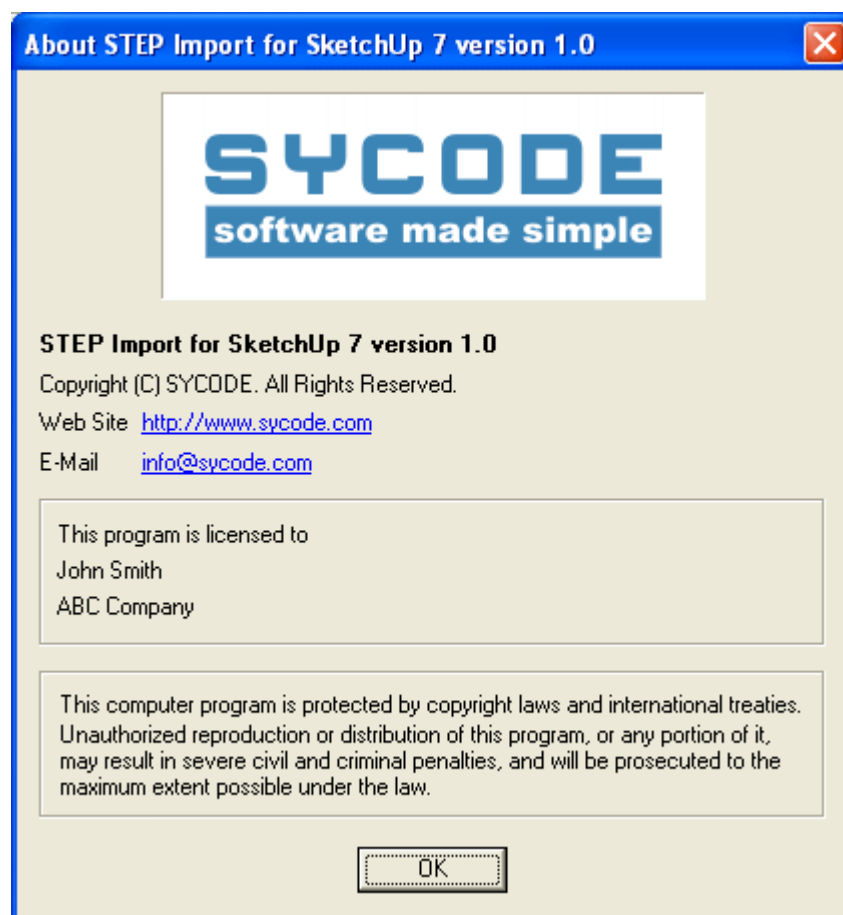 About STEP Import for SketchUp 7 version 1.0
SYCODE
software made simple
STEP Import for SketchUp 7 version 1.0
Copyright (C) SYCODE. All Rights Reserved.
Web Site http://www.sycode.com
E-Mail info@sycode.com
This program is licensed to
John Smith
ABC Company
This computer program is protected by copyright laws and international treaties.
Unauthorized reproduction or distribution of this program, or any portion of it,
may result in severe civil and criminal penalties, and will be prosecuted to the
maximum extent possible under the law.
OK